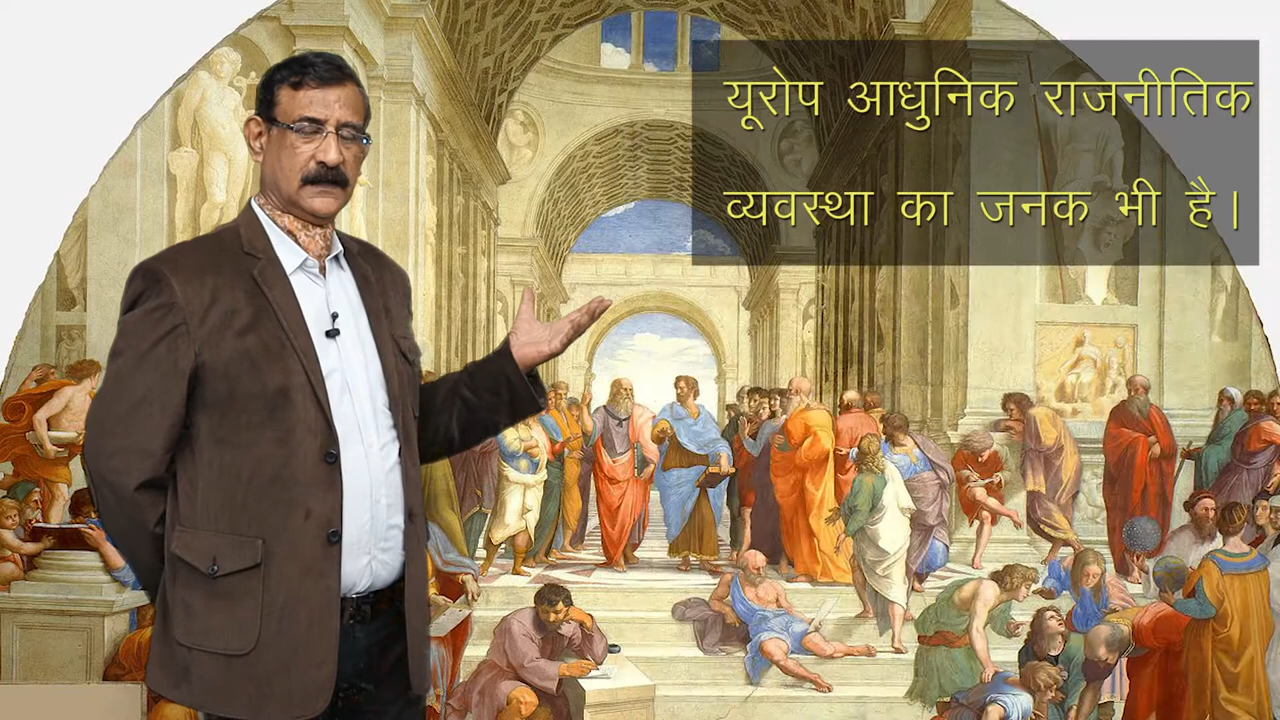 यूरोप आधुनिक राजनीतिक
व्यवस्था का जनक भी है।